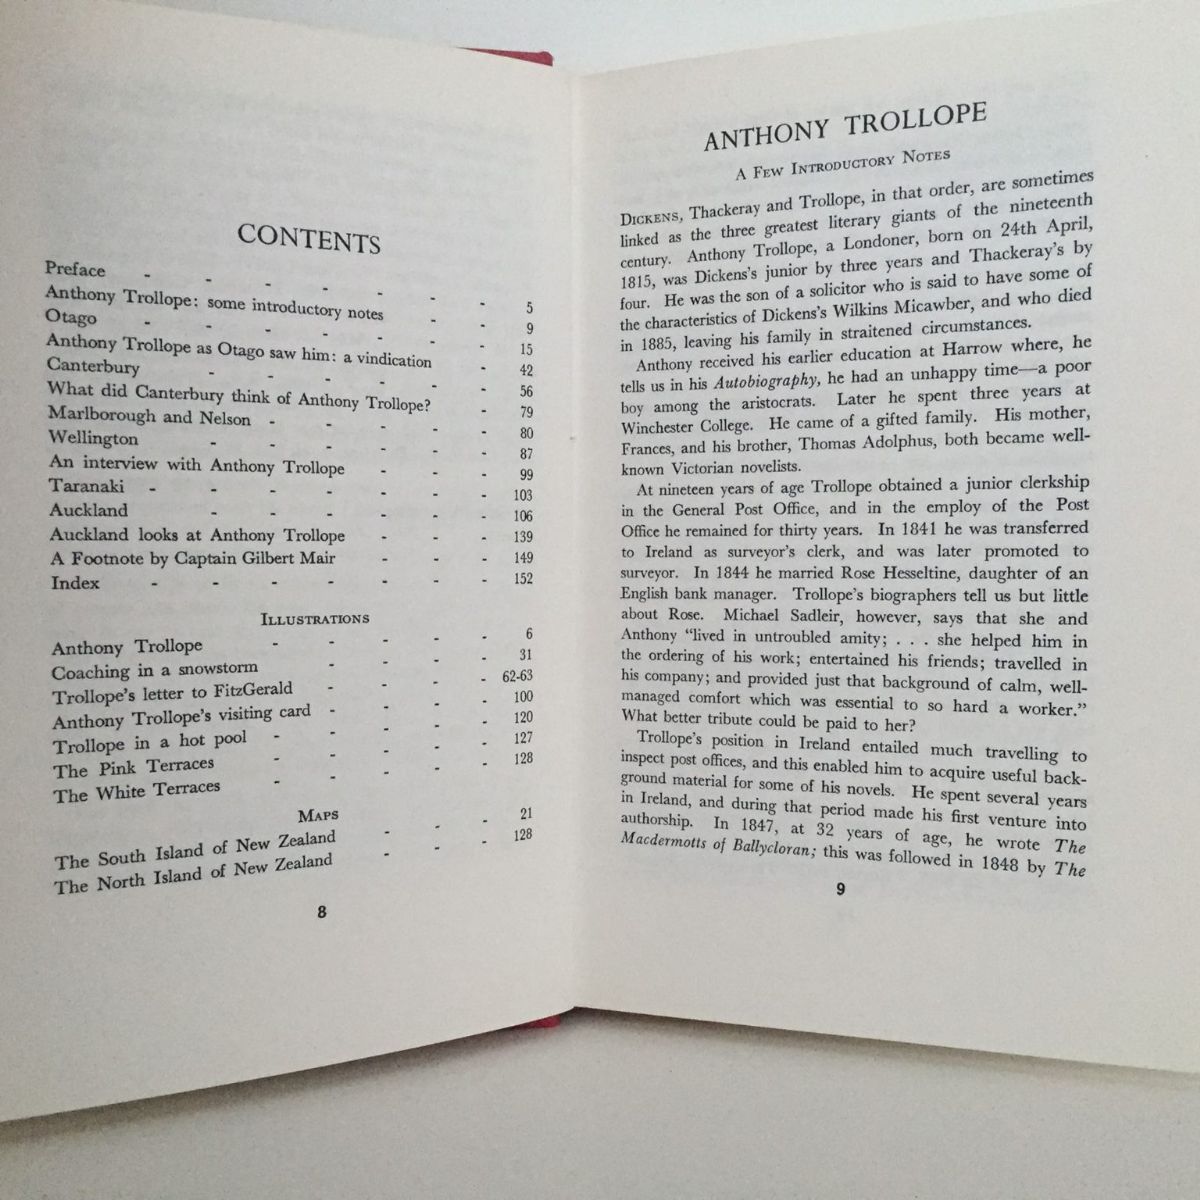 CONTENTS
Preface - - - - - - - 5
Anthony Trollope: some introductory notes - - 9
Otago - - - - - - - 15
Anthony Trollope as Otago saw him: a vindication - 42
Canterbury - - - - - 56
What did Canterbury think of Anthony Trollope? - 79
Marlborough and Nelson - - - - - 80
Wellington - - - - - - 87
An interview with Anthony Trollope - - - 99
Taranaki - - - - - - - 103
Auckland - - - - - - 106
Auckland looks at Anthony Trollope - - - 139
A Footnote by Captain Gilbert Mair - - - 149
Index - - - - - - - 152
ILLUSTRATIONS
Anthony Trollope - - - - - 6
Coaching in a snowstorm - - - - 31
Trollope's letter to FitzGerald - - - - 62-63
Anthony Trollope's visiting card - - - - 100
Trollope in a hot pool - - - - - 120
The Pink Terraces - - - - - 127
The White Terraces - - - - - 128
MAPS
The South Island of New Zealand - - - 21
The North Island of New Zealand - - - 128
8
ANTHONY TROLLOPE
A FEW INTRODUCTORY NOTES
DICKENS, Thackeray and Trollope, in that order, are sometimes
linked as the three greatest literary giants of the nineteenth
century. Anthony Trollope, a Londoner, born on 24th April,
1815, was Dickens's junior by three years and Thackeray's by
four. He was the son of a solicitor who is said to have some of
the characteristics of Dickens's Wilkins Micawber, and who died
in 1885, leaving his family in straitened circumstances.
Anthony received his earlier education at Harrow where, he
tells us in his Autobiography, he had an unhappy time—a poor
boy among the aristocrats. Later he spent three years at
Winchester College. He came of a gifted family. His mother,
Frances, and his brother, Thomas Adolphus, both became well-
known Victorian novelists.
At nineteen years of age Trollope obtained a junior clerkship
in the General Post Office, and in the employ of the Post
Office he remained for thirty years. In 1841 he was transferred
to Ireland as surveyor's clerk, and was later promoted to
surveyor. In 1844 he married Rose Hesseltine, daughter of an
English bank manager. Trollope's biographers tell us but little
about Rose. Michael Sadleir, however, says that she and
Anthony "lived in untroubled amity; . . . she helped him in
the ordering of his work; entertained his friends; travelled in
his company; and provided just that background of calm, well-
managed comfort which was essential to so hard a worker."
What better tribute could be paid to her?
Trollope's position in Ireland entailed much travelling to
inspect post offices, and this enabled him to acquire useful back-
ground material for some of his novels. He spent several years
in Ireland, and during that period made his first venture into
authorship. In 1847, at 32 years of age, he wrote The
Macdermotts of Ballycloran; this was followed in 1848 by The
9